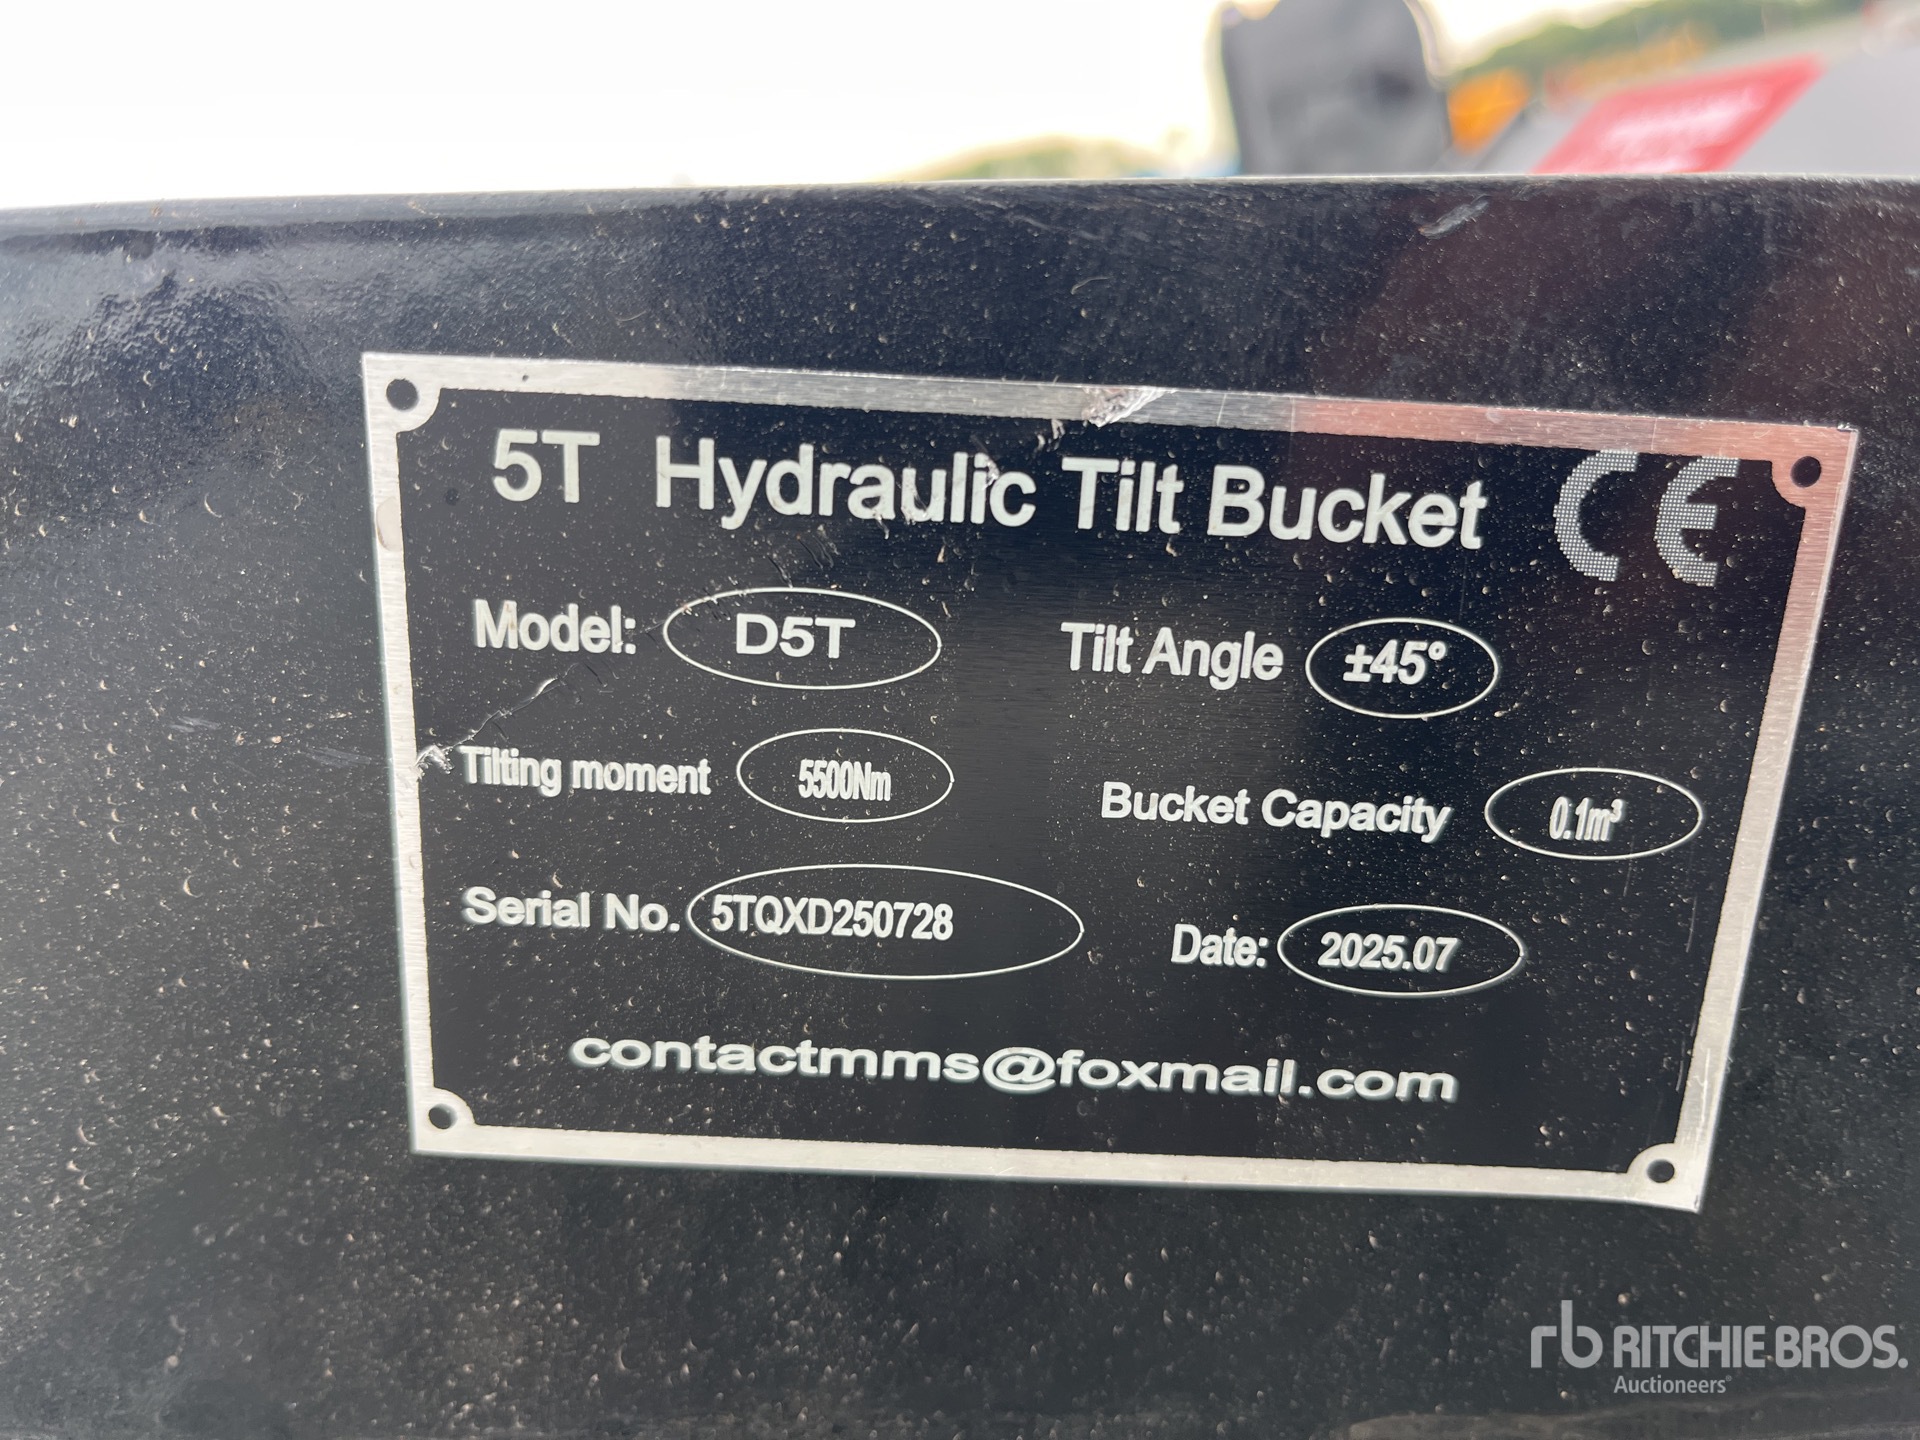 5T Hydraulic Tilt Bucket CE
Model: D5T Tilt Angle ±45°
Tilting moment 5500Nm Bucket Capacity 0.1m³
Serial No. 5TQXD250728 Date: 2025.07
contactmms@foxmail.com
rb RITCHIE BROS.
Auctioneers